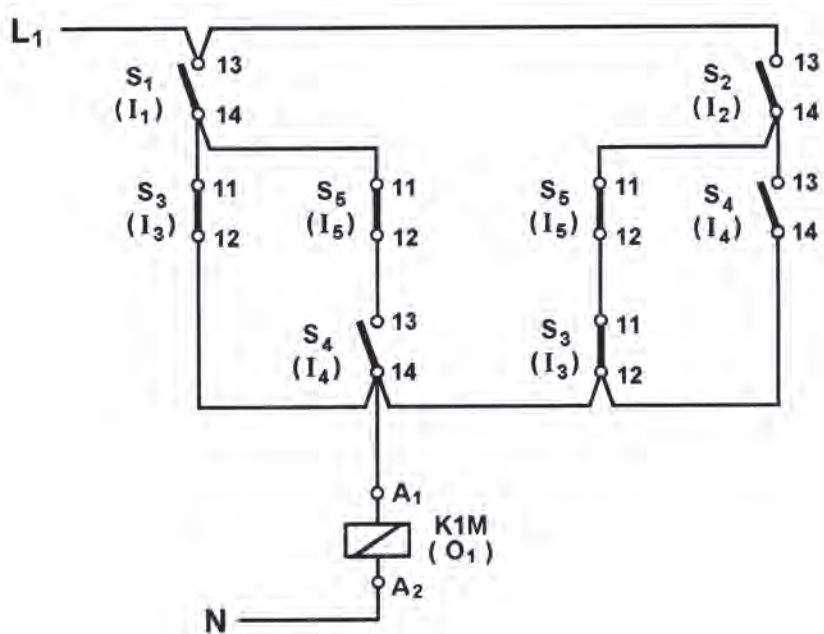 L1
13
S1
(I1)
14
13
S2
(I2)
14
11
S3
(I3)
12
11
S5
(I5)
12
11
S5
(I5)
12
13
S4
(I4)
14
13
S4
(I4)
14
11
S3
(I3)
12
A1
K1M
(O1)
A2
N